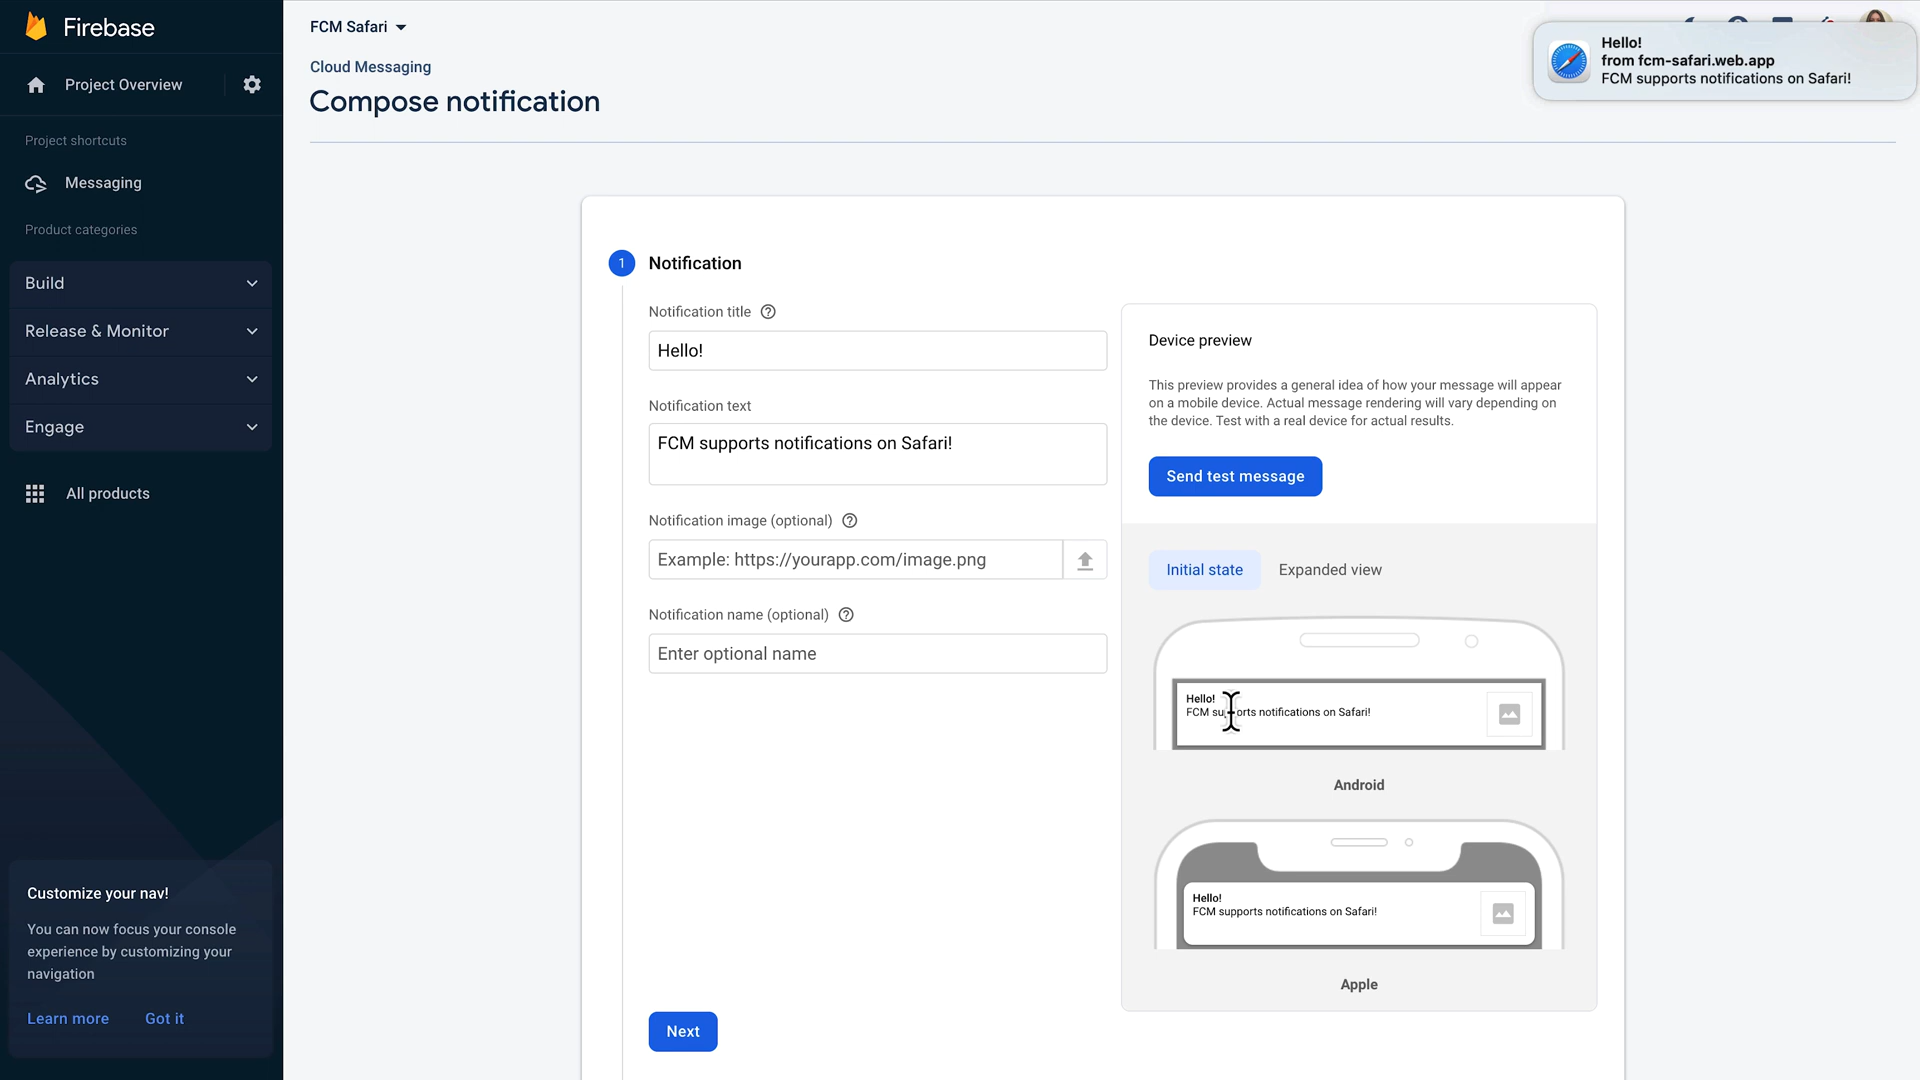 Firebase
Project Overview
Project shortcuts
Messaging
Product categories
Build
Release & Monitor
Analytics
Engage
All products
Customize your nav!
You can now focus your console
experience by customizing your
navigation
Learn more
Got it
FCM Safari
Cloud Messaging
Compose notification
Hello!
from fcm-safari.web.app
FCM supports notifications on Safari!
1
Notification
Notification title
Hello!
Notification text
FCM supports notifications on Safari!
Notification image (optional)
Example: https://yourapp.com/image.png
Notification name (optional)
Enter optional name
Next
Device preview
This preview provides a general idea of how your message will appear
on a mobile device. Actual message rendering will vary depending on
the device. Test with a real device for actual results.
Send test message
Initial state
Expanded view
Hello!
FCM supports notifications on Safari!
Android
Hello!
FCM supports notifications on Safari!
Apple